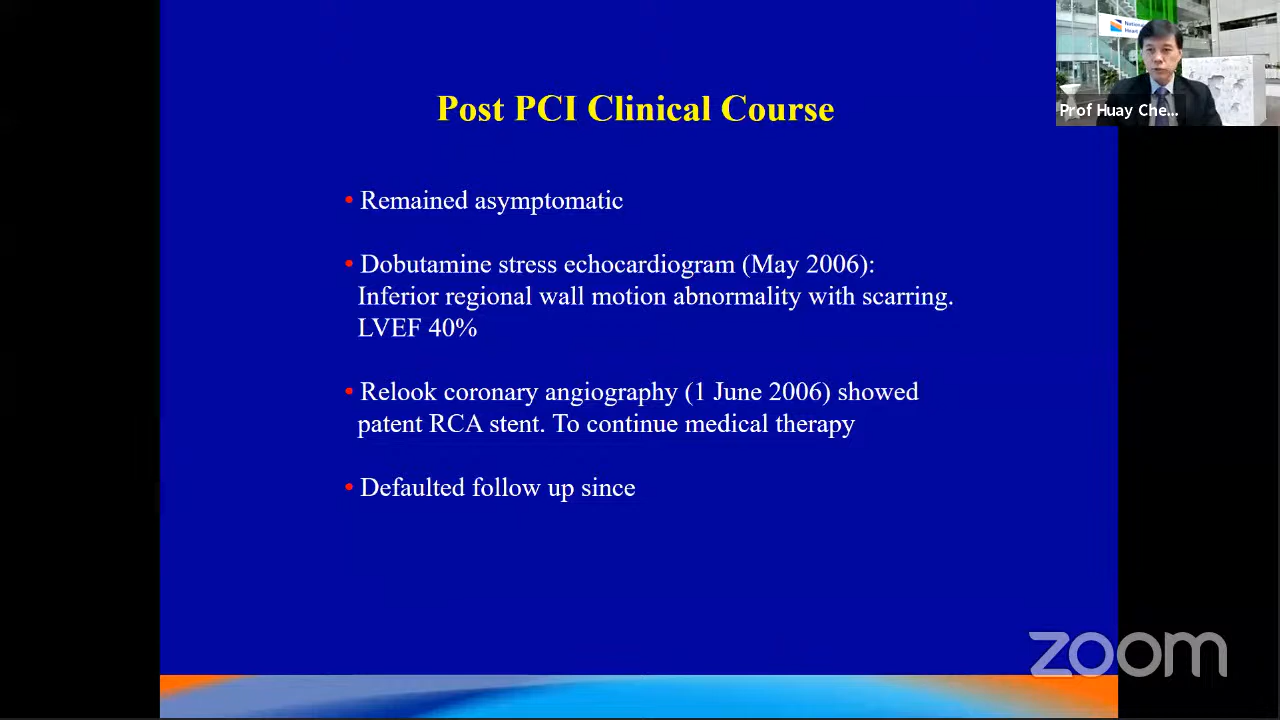 National
Heart
Prof Huay Che...
Post PCI Clinical Course
• Remained asymptomatic
• Dobutamine stress echocardiogram (May 2006):
Inferior regional wall motion abnormality with scarring.
LVEF 40%
• Relook coronary angiography (1 June 2006) showed
patent RCA stent. To continue medical therapy
• Defaulted follow up since
zoom